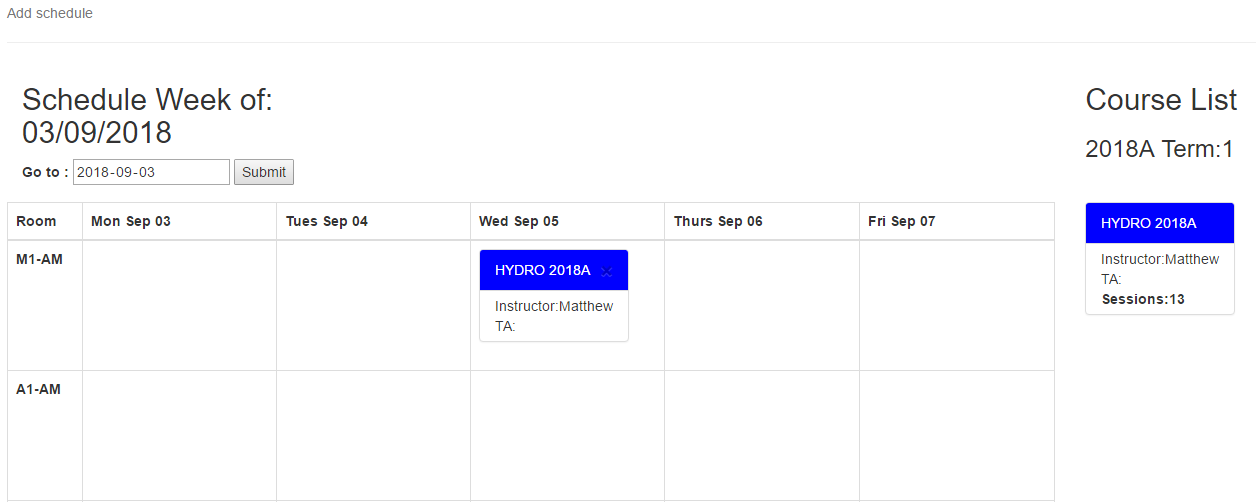 Add schedule
Schedule Week of:
03/09/2018
Go to : 2018-09-03 Submit
Room Mon Sep 03 Tues Sep 04 Wed Sep 05 Thurs Sep 06 Fri Sep 07
M1-AM
HYDRO 2018A ×
Instructor:Matthew
TA:
A1-AM
Course List
2018A Term:1
HYDRO 2018A
Instructor:Matthew
TA:
Sessions:13